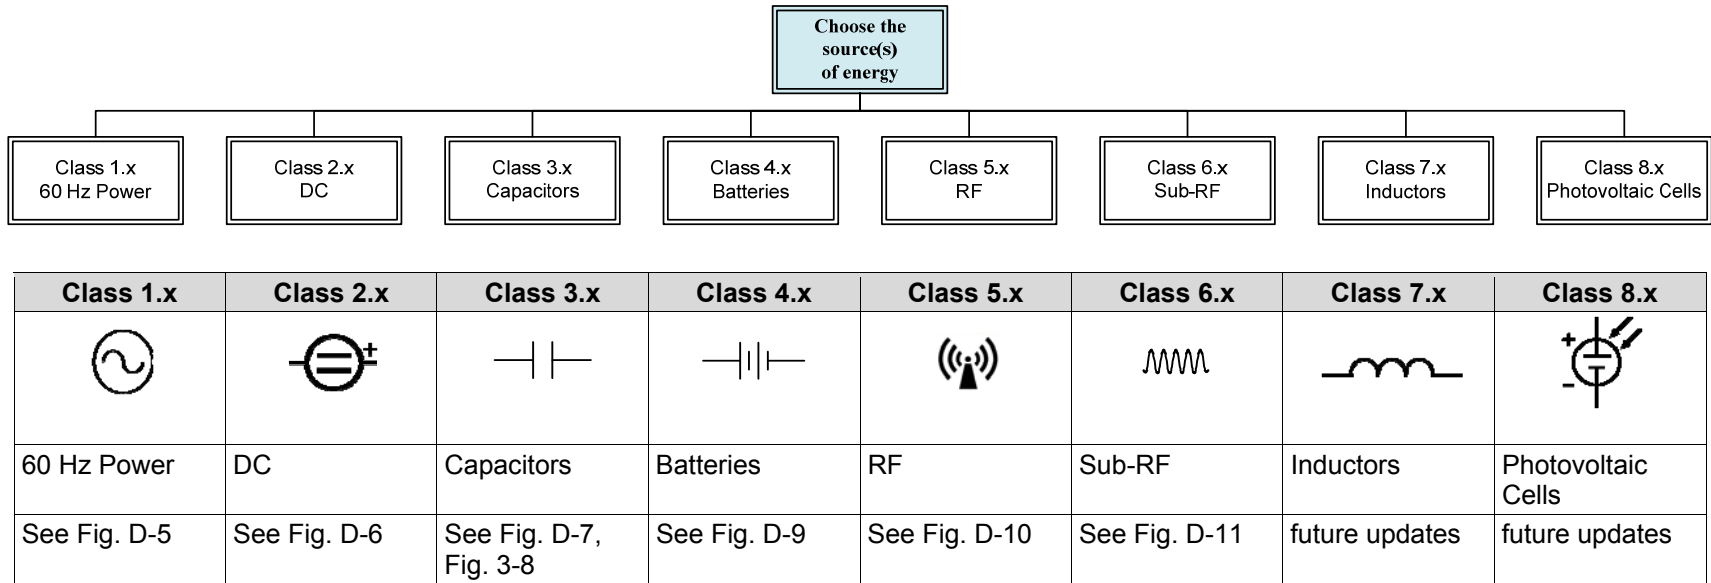 Choose the
source(s)
of energy
Class 1.x
60 Hz Power
Class 2.x
DC
Class 3.x
Capacitors
Class 4.x
Batteries
Class 5.x
RF
Class 6.x
Sub-RF
Class 7.x
Inductors
Class 8.x
Photovoltaic Cells
Class 1.x Class 2.x Class 3.x Class 4.x Class 5.x Class 6.x Class 7.x Class 8.x
+
+
−
60 Hz Power DC Capacitors Batteries RF Sub-RF Inductors Photovoltaic
Cells
See Fig. D-5 See Fig. D-6 See Fig. D-7, See Fig. D-9 See Fig. D-10 See Fig. D-11 future updates future updates
Fig. 3-8